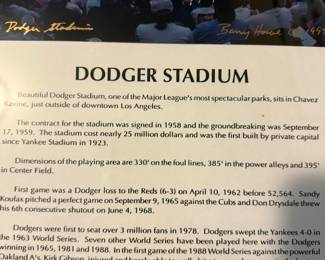 Dodger Stadium
Barry Howe © 199
DODGER STADIUM
Beautiful Dodger Stadium, one of the Major League's most spectacular parks, sits in Chavez
Ravine, just outside of downtown Los Angeles.
The contract for the stadium was signed in 1958 and the groundbreaking was September
17, 1959. The stadium cost nearly 25 million dollars and was the first built by private capital
since Yankee Stadium in 1923.
Dimensions of the playing area are 330' on the foul lines, 385' in the power alleys and 395'
in Center Field.
First game was a Dodger loss to the Reds (6-3) on April 10, 1962 before 52,564. Sandy
Koufax pitched a perfect game on September 9, 1965 against the Cubs and Don Drysdale threw
his 6th consecutive shutout on June 4, 1968.
Dodgers were first to seat over 3 million fans in 1978. Dodgers swept the Yankees 4-0 in
the 1963 World Series. Seven other World Series have been played here with the Dodgers
winning in 1965, 1981 and 1988. In the first game of the 1988 World Series against the powerful
Oakland A's, Kirk Gibson, injured and